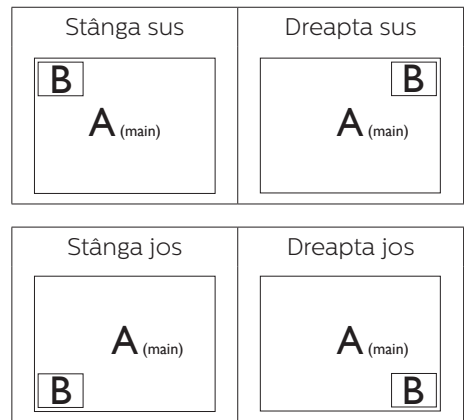 Stânga sus
Dreapta sus
B
A (main)
B
A (main)
Stânga jos
Dreapta jos
A (main)
B
A (main)
B